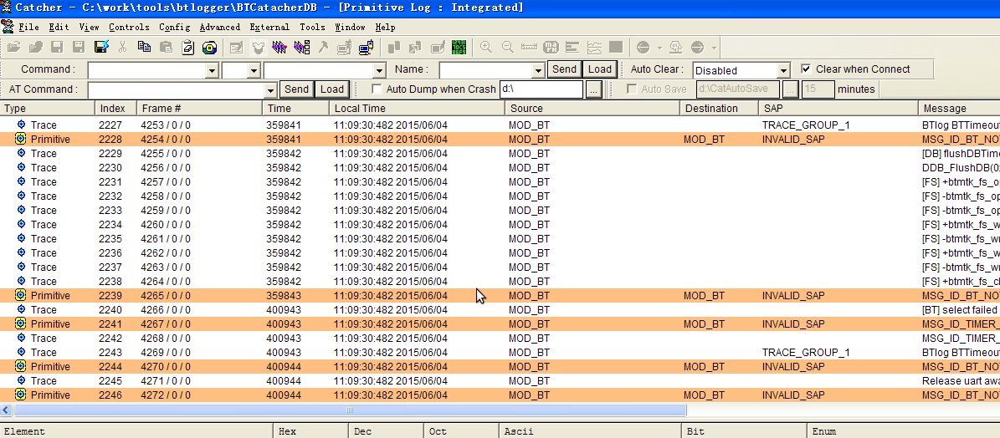 Catcher - C:\work\tools\btlogger\BTCatacherDB - [Primitive Log : Integrated]
File Edit View Controls Config Advanced External Tools Window Help
Command : Name : Send Load Auto Clear : Disabled Clear when Connect
AT Command : Send Load Auto Dump when Crash d:\ ... Auto Save d:\CatAutoSave ... 15 minutes
Type Index Frame # Time Local Time Source Destination SAP Message
Trace 2227 4253 / 0 / 0 359841 11:09:30:482 2015/06/04 MOD_BT TRACE_GROUP_1 BTlog BTTimeout
Primitive 2228 4254 / 0 / 0 359841 11:09:30:482 2015/06/04 MOD_BT MOD_BT INVALID_SAP MSG_ID_BT_NO
Trace 2229 4255 / 0 / 0 359842 11:09:30:482 2015/06/04 MOD_BT [DB] flushDBTime
Trace 2230 4256 / 0 / 0 359842 11:09:30:482 2015/06/04 MOD_BT DDB_FlushDB(0
Trace 2231 4257 / 0 / 0 359842 11:09:30:482 2015/06/04 MOD_BT [FS] +btmtk_fs_op
Trace 2232 4258 / 0 / 0 359842 11:09:30:482 2015/06/04 MOD_BT [FS] -btmtk_fs_op
Trace 2233 4259 / 0 / 0 359842 11:09:30:482 2015/06/04 MOD_BT [FS] -btmtk_fs_op
Trace 2234 4260 / 0 / 0 359842 11:09:30:482 2015/06/04 MOD_BT [FS] +btmtk_fs_w
Trace 2235 4261 / 0 / 0 359842 11:09:30:482 2015/06/04 MOD_BT [FS] -btmtk_fs_wr
Trace 2236 4262 / 0 / 0 359842 11:09:30:482 2015/06/04 MOD_BT [FS] +btmtk_fs_w
Trace 2237 4263 / 0 / 0 359842 11:09:30:482 2015/06/04 MOD_BT [FS] -btmtk_fs_wr
Trace 2238 4264 / 0 / 0 359842 11:09:30:482 2015/06/04 MOD_BT [FS] +btmtk_fs_cl
Primitive 2239 4265 / 0 / 0 359843 11:09:30:482 2015/06/04 MOD_BT MOD_BT INVALID_SAP MSG_ID_BT_NO
Trace 2240 4266 / 0 / 0 400943 11:09:30:482 2015/06/04 MOD_BT [BT] select failed
Primitive 2241 4267 / 0 / 0 400943 11:09:30:482 2015/06/04 MOD_BT MOD_BT INVALID_SAP MSG_ID_TIMER_
Trace 2242 4268 / 0 / 0 400943 11:09:30:482 2015/06/04 MOD_BT MSG_ID_TIMER_
Trace 2243 4269 / 0 / 0 400943 11:09:30:482 2015/06/04 MOD_BT TRACE_GROUP_1 BTlog BTTimeout
Primitive 2244 4270 / 0 / 0 400944 11:09:30:482 2015/06/04 MOD_BT MOD_BT INVALID_SAP MSG_ID_BT_NO
Trace 2245 4271 / 0 / 0 400944 11:09:30:482 2015/06/04 MOD_BT Release uart awa
Primitive 2246 4272 / 0 / 0 400944 11:09:30:482 2015/06/04 MOD_BT MOD_BT INVALID_SAP MSG_ID_BT_NO
Element Hex Dec Oct Ascii Bit Enum